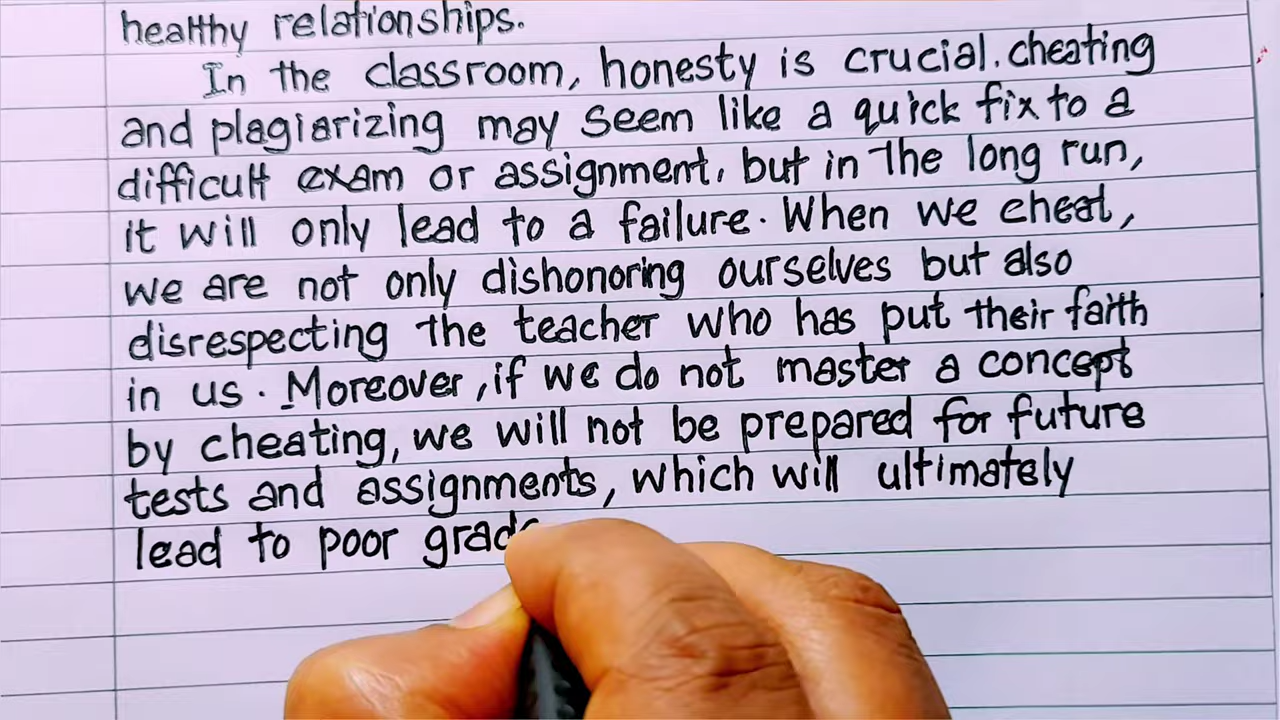 healthy relationships.
In the classroom, honesty is crucial. cheating
and plagiarizing may seem like a quick fix to a
difficult exam or assignment, but in the long run,
it will only lead to a failure. When we cheat,
we are not only dishonoring ourselves but also
disrespecting the teacher who has put their faith
in us. Moreover, if we do not master a concept
by cheating, we will not be prepared for future
tests and assignments, which will ultimately
lead to poor grade